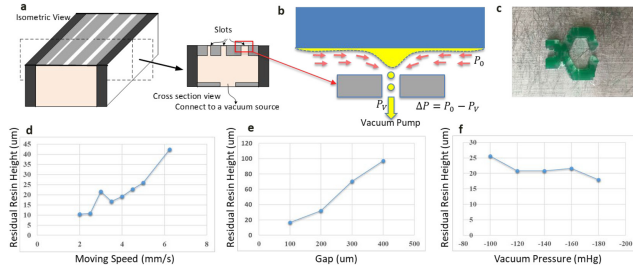 a
Isometric View
Slots
Cross section view
Connect to a vacuum source
b
P₀
P_V
ΔP = P₀ − P_V
Vacuum Pump
c
d
Residual Resin Height (um)
45
40
35
30
25
20
15
10
5
0
0
2
4
6
8
Moving Speed (mm/s)
e
Residual Resin Height (um)
120
100
80
60
40
20
0
0
100
200
300
400
500
Gap (um)
f
Residual Resin Height (um)
30
25
20
15
10
5
0
-80
-100
-120
-140
-160
-180
-200
Vacuum Pressure (mHg)